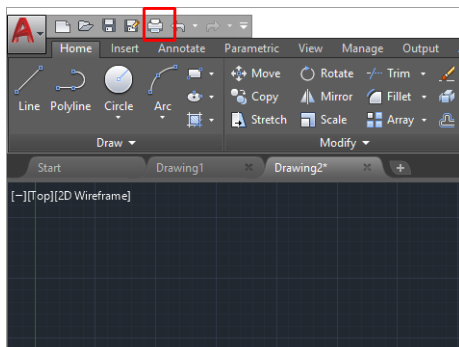 A
Home Insert Annotate Parametric View Manage Output
Line Polyline Circle Arc
Move Rotate Trim
Copy Mirror Fillet
Stretch Scale Array
Draw Modify
Start Drawing1 Drawing2*
[−][Top][2D Wireframe]